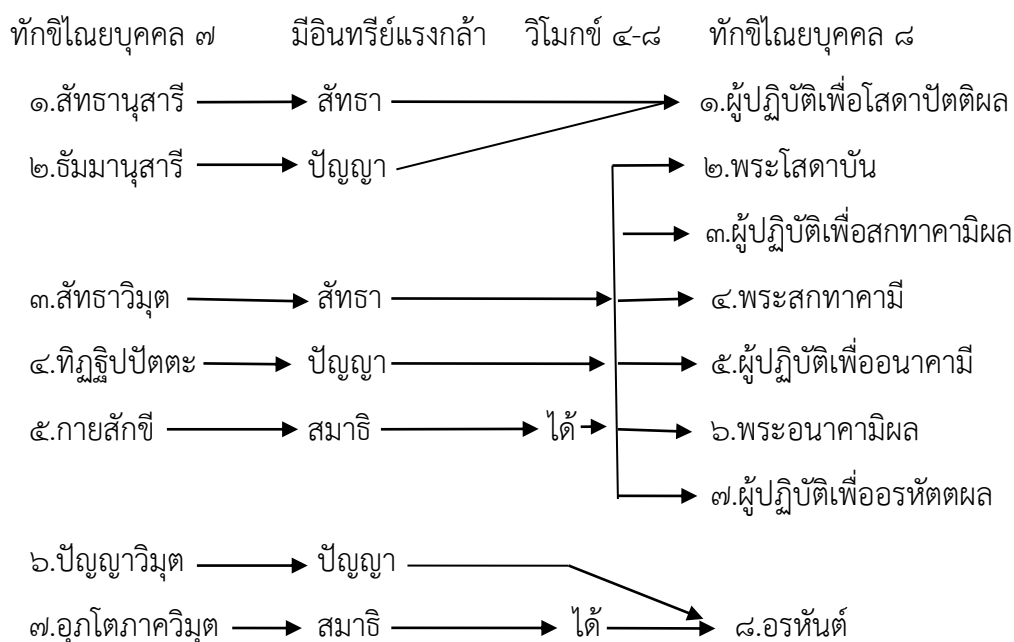 ทักขิไณยบุคคล ๗ มีอินทรีย์แรงกล้า วิโมกข์ ๔-๘ ทักขิไณยบุคคล ๘
๑.สัทธานุสารี สัทธา ๑.ผู้ปฏิบัติเพื่อโสดาปัตติผล
๒.ธัมมานุสารี ปัญญา ๒.พระโสดาบัน
๓.ผู้ปฏิบัติเพื่อสกทาคามิผล
๓.สัทธาวิมุต สัทธา ๔.พระสกทาคามี
๔.ทิฏฐิปปัตตะ ปัญญา ๕.ผู้ปฏิบัติเพื่ออนาคามี
๕.กายสักขี สมาธิ ได้ ๖.พระอนาคามิผล
๗.ผู้ปฏิบัติเพื่ออรหัตตผล
๖.ปัญญาวิมุต ปัญญา
๗.อุภโตภาควิมุต สมาธิ ได้ ๘.อรหันต์